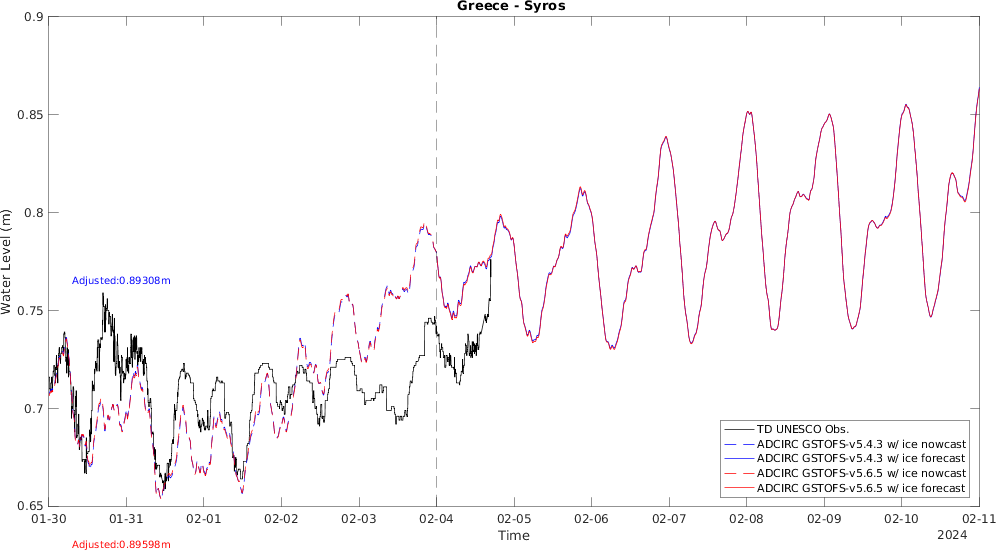 Greece - Syros
0.9
0.85
0.8
0.75
0.7
0.65
Water Level (m)
Adjusted:0.89308m
Adjusted:0.89598m
TD UNESCO Obs.
ADCIRC GSTOFS-v5.4.3 w/ ice nowcast
ADCIRC GSTOFS-v5.4.3 w/ ice forecast
ADCIRC GSTOFS-v5.6.5 w/ ice nowcast
ADCIRC GSTOFS-v5.6.5 w/ ice forecast
01-30 01-31 02-01 02-02 02-03 02-04 02-05 02-06 02-07 02-08 02-09 02-10 02-11
Time
2024